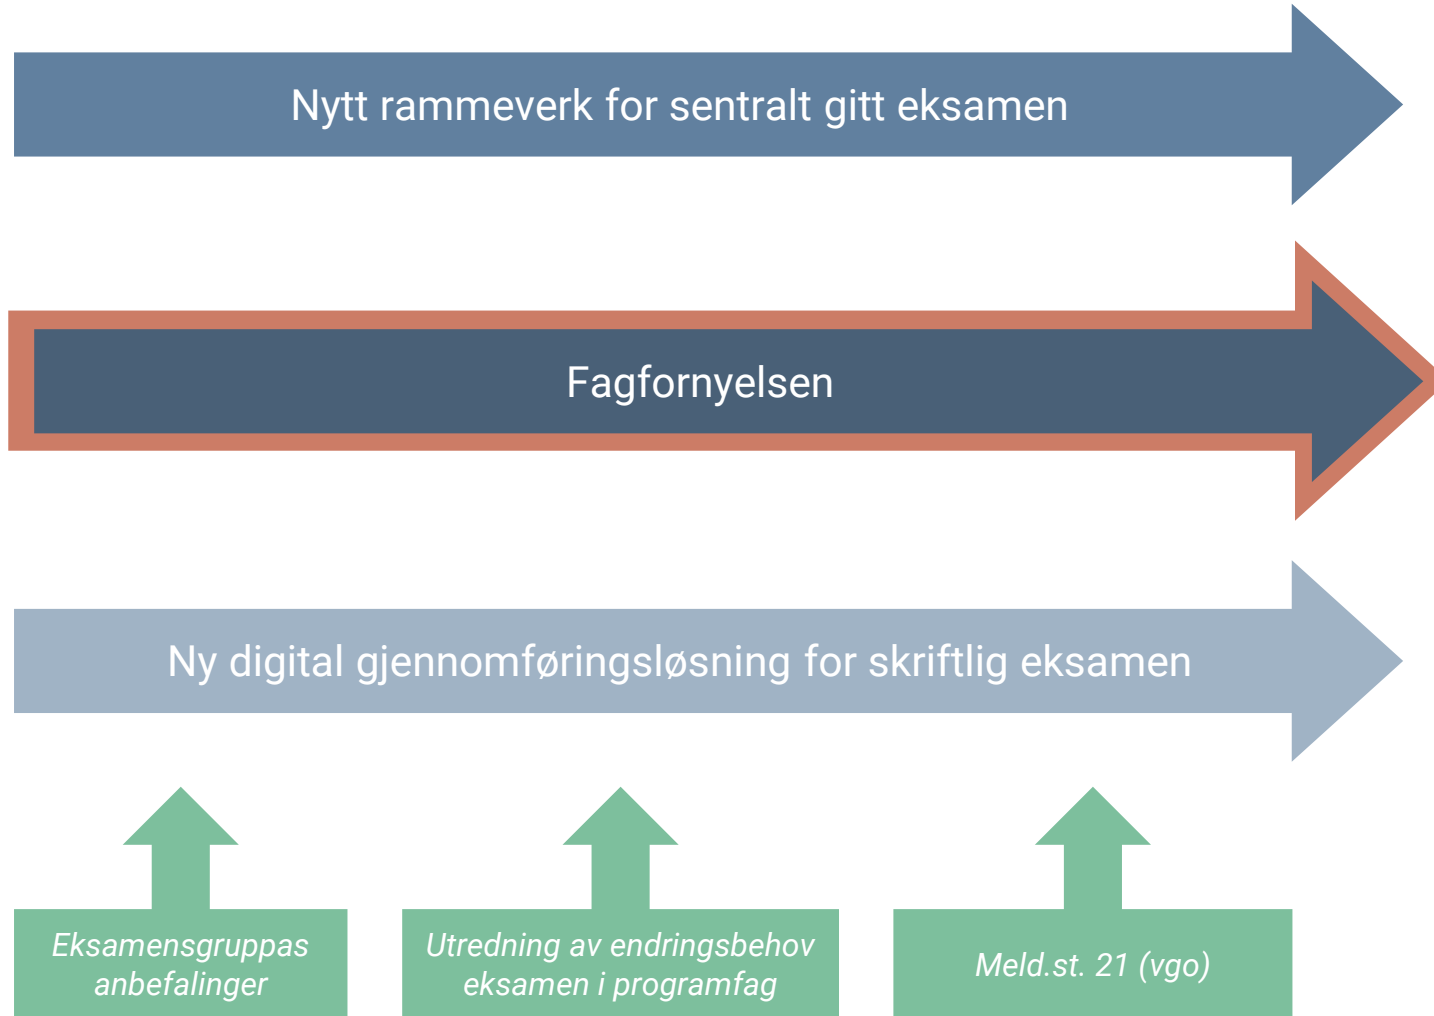 Nytt rammeverk for sentralt gitt eksamen
Fagfornyelsen
Ny digital gjennomføringsløsning for skriftlig eksamen
Eksamensgruppas
anbefalinger
Utredning av endringsbehov
eksamen i programfag
Meld.st. 21 (vgo)